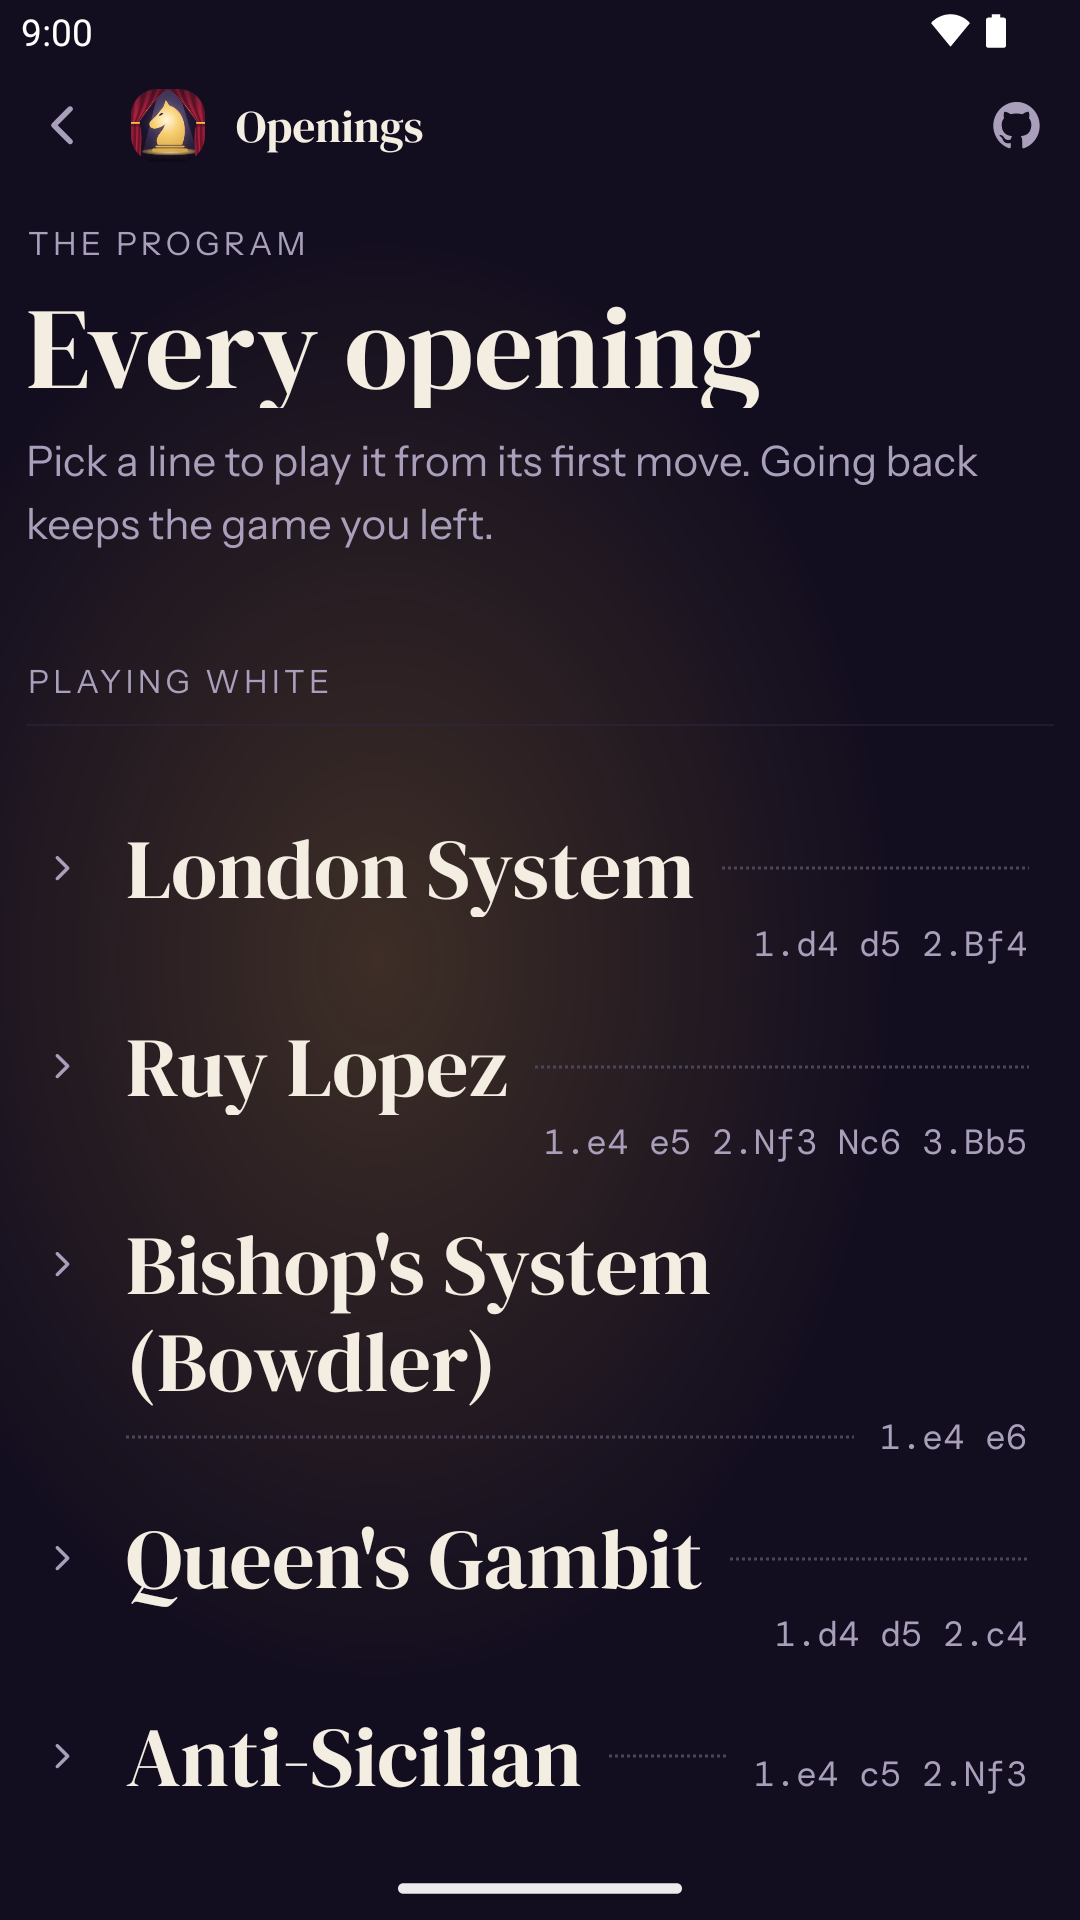 9:00
Openings
THE PROGRAM
Every opening
Pick a line to play it from its first move. Going back
keeps the game you left.
PLAYING WHITE
London System
1.d4 d5 2.Bf4
Ruy Lopez
1.e4 e5 2.Nf3 Nc6 3.Bb5
Bishop's System
(Bowdler)
1.e4 e6
Queen's Gambit
1.d4 d5 2.c4
Anti-Sicilian
1.e4 c5 2.Nf3